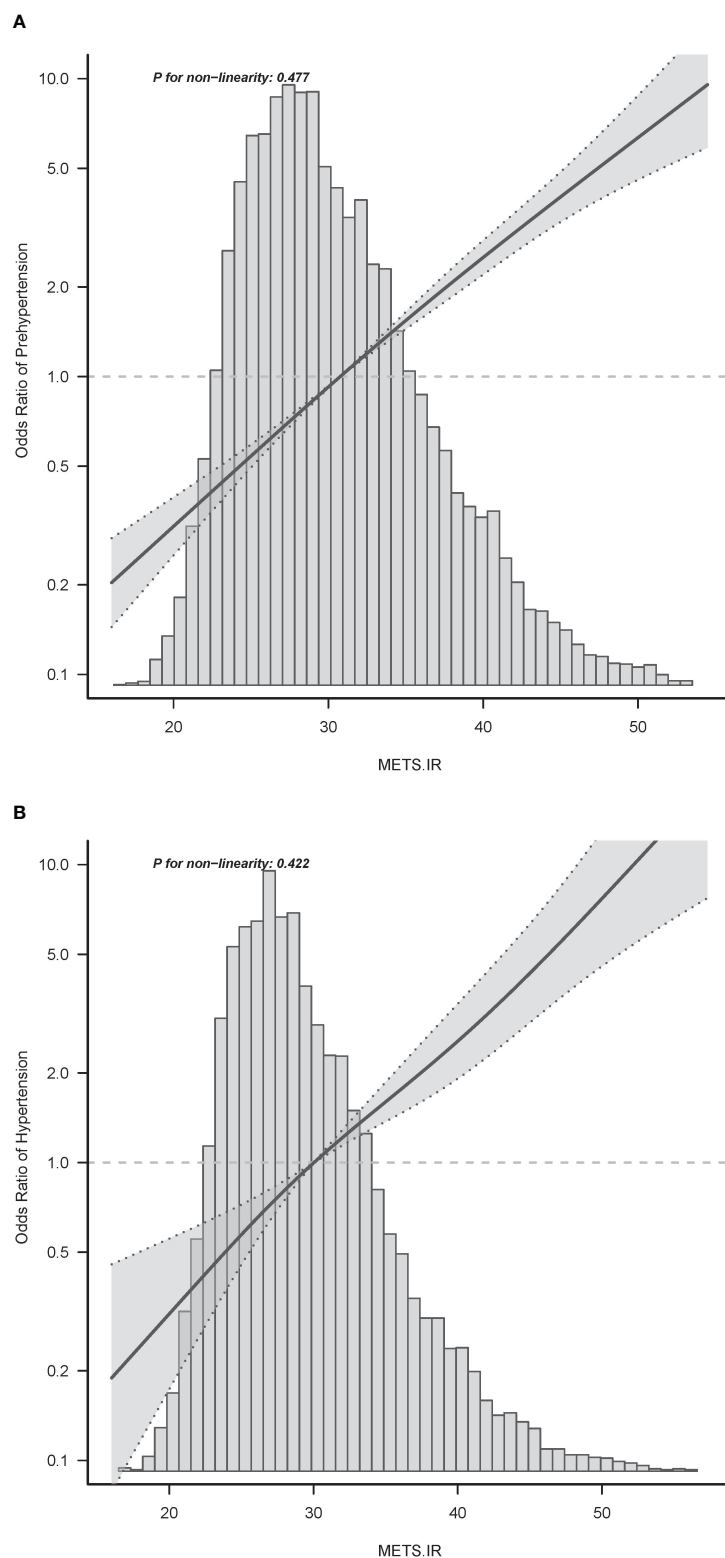 A
P for non−linearity: 0.477
10.0
5.0
2.0
1.0
0.5
0.2
0.1
Odds Ratio of Prehypertension
20 30 40 50
METS.IR
B
P for non−linearity: 0.422
10.0
5.0
2.0
1.0
0.5
0.2
0.1
Odds Ratio of Hypertension
20 30 40 50
METS.IR